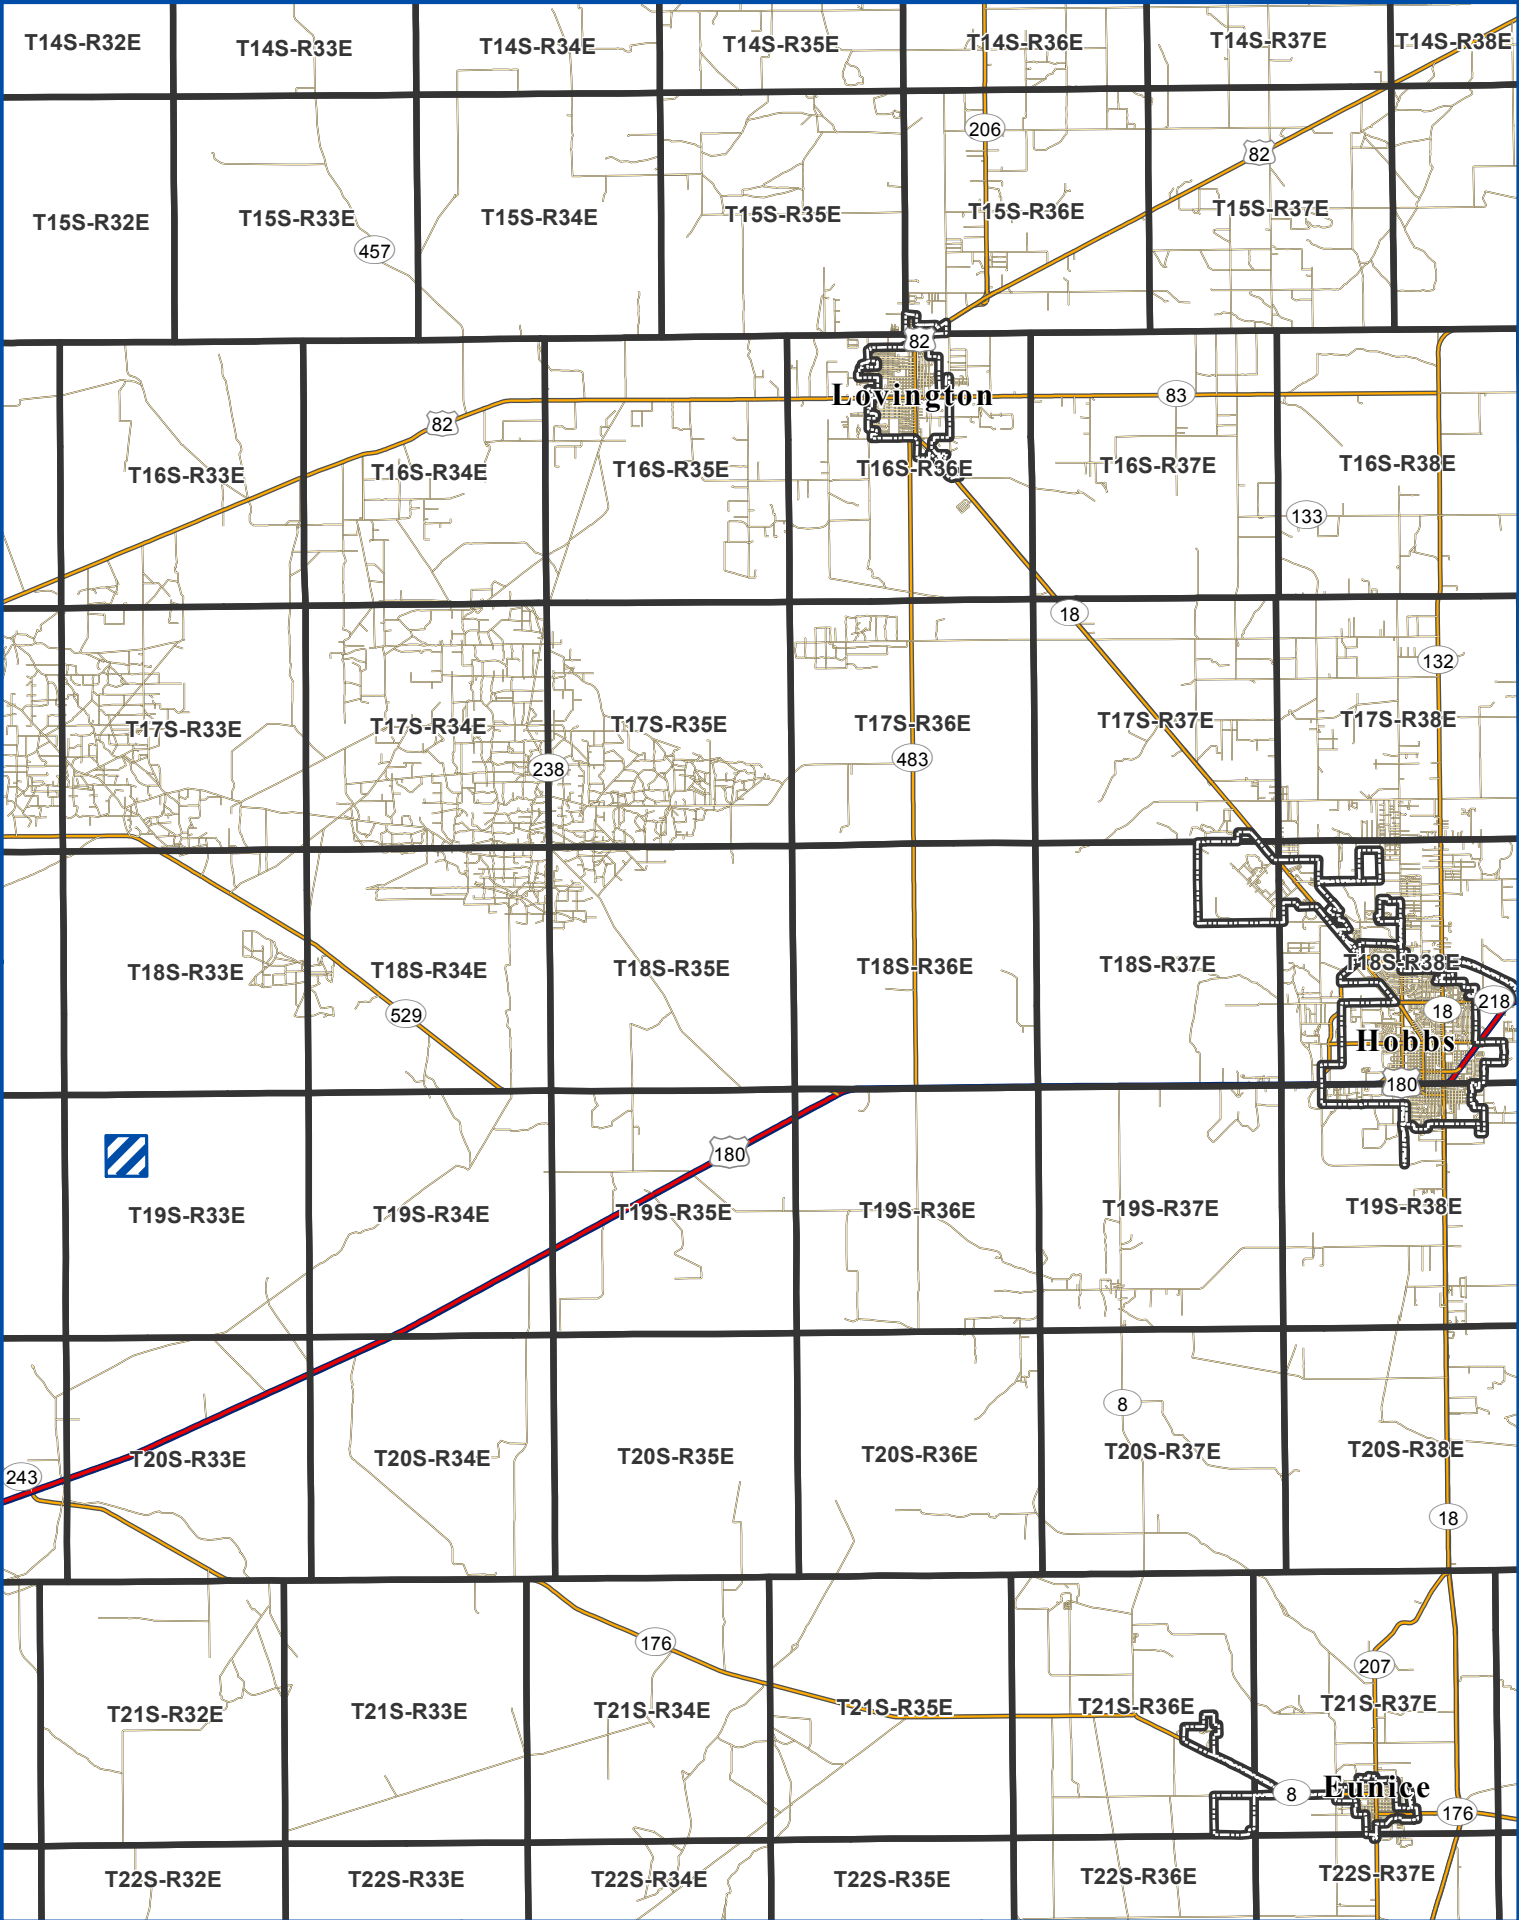 T14S-R32E
T14S-R33E
T14S-R34E
T14S-R35E
T14S-R36E
T14S-R37E
T14S-R38E
206
82
T15S-R32E
T15S-R33E
T15S-R34E
T15S-R35E
T15S-R36E
T15S-R37E
457
82
Lovington
83
82
T16S-R33E
T16S-R34E
T16S-R35E
T16S-R36E
T16S-R37E
T16S-R38E
133
18
132
T17S-R33E
T17S-R34E
T17S-R35E
T17S-R36E
T17S-R37E
T17S-R38E
238
483
T18S-R33E
T18S-R34E
T18S-R35E
T18S-R36E
T18S-R37E
T18S-R38E
529
18
218
Hobbs
180
180
T19S-R33E
T19S-R34E
T19S-R35E
T19S-R36E
T19S-R37E
T19S-R38E
8
243
T20S-R33E
T20S-R34E
T20S-R35E
T20S-R36E
T20S-R37E
T20S-R38E
18
176
207
T21S-R32E
T21S-R33E
T21S-R34E
T21S-R35E
T21S-R36E
T21S-R37E
8
Eunice
176
T22S-R32E
T22S-R33E
T22S-R34E
T22S-R35E
T22S-R36E
T22S-R37E